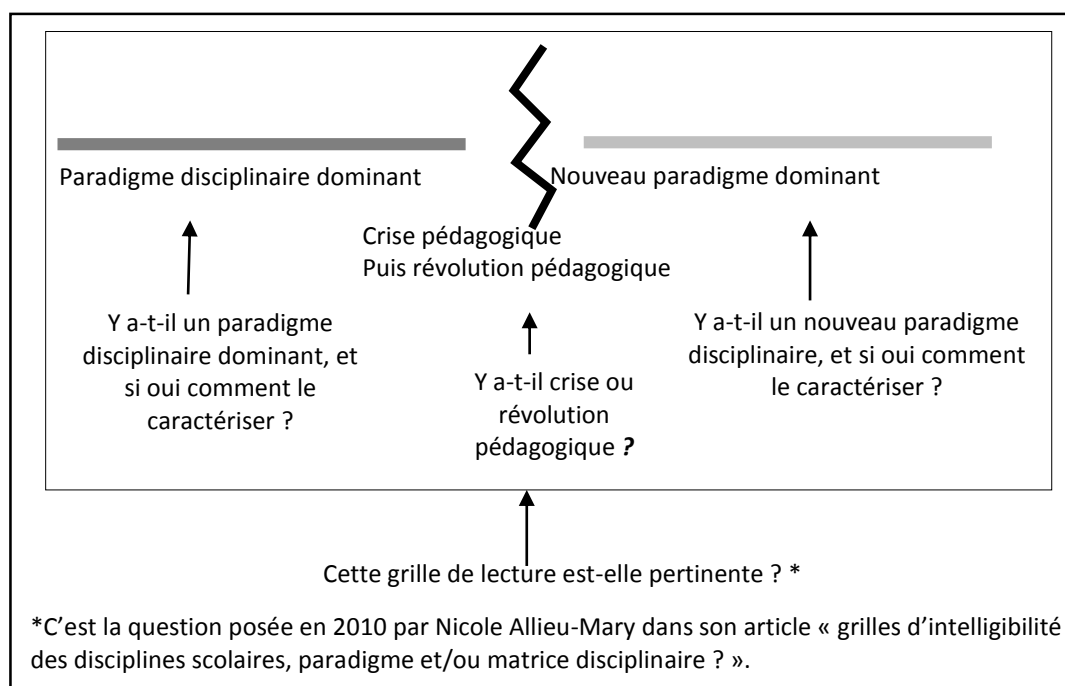 Paradigme disciplinaire dominant
Nouveau paradigme dominant
Crise pédagogique
Puis révolution pédagogique
Y a-t-il un paradigme
disciplinaire dominant, et
si oui comment le
caractériser ?
Y a-t-il crise ou
révolution
pédagogique ?
Y a-t-il un nouveau paradigme
disciplinaire, et si oui comment
le caractériser ?
Cette grille de lecture est-elle pertinente ? *
*C’est la question posée en 2010 par Nicole Allieu-Mary dans son article « grilles d’intelligibilité
des disciplines scolaires, paradigme et/ou matrice disciplinaire ? ».